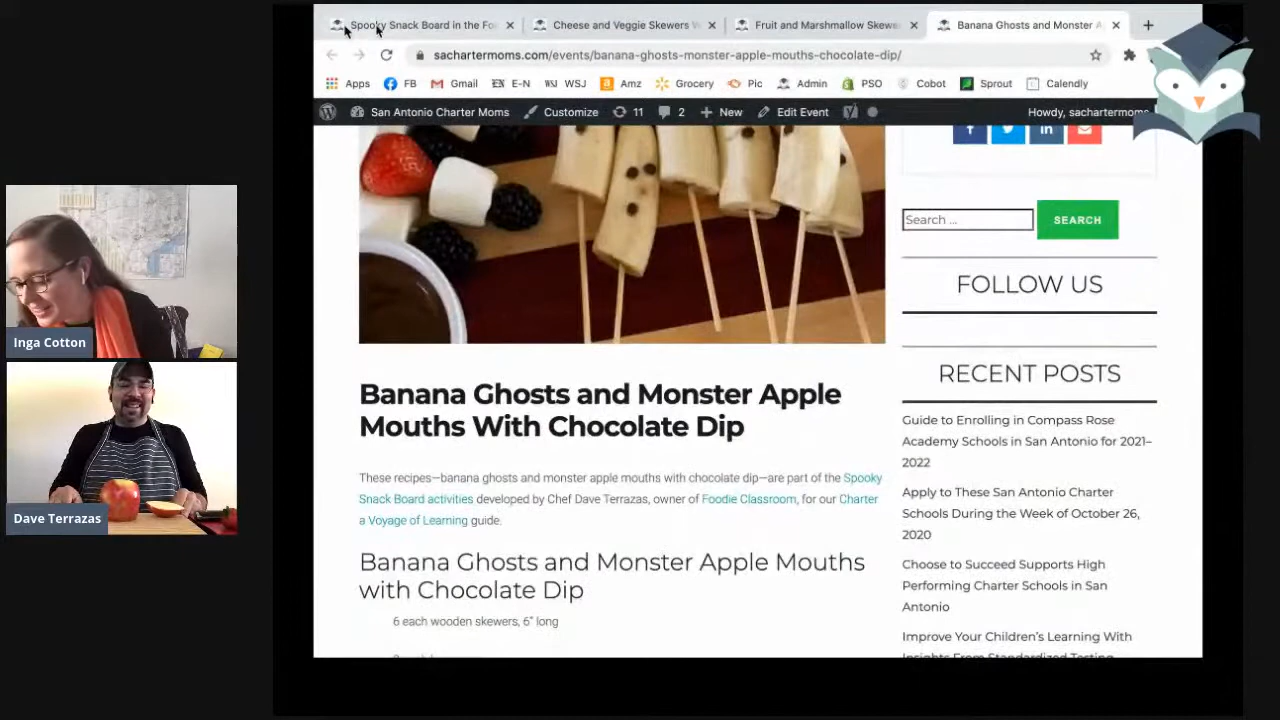 Spooky Snack Board in the Fo
Cheese and Veggie Skewers W
Fruit and Marshmallow Skewe
Banana Ghosts and Monster A
sachartermoms.com/events/banana-ghosts-monster-apple-mouths-chocolate-dip/
Apps FB Gmail E-N WSJ WSJ Amz Grocery Pic Admin PSO Cobot Sprout Calendly
San Antonio Charter Moms Customize 11 2 New Edit Event Howdy, sachartermoms
Search ... SEARCH
FOLLOW US
RECENT POSTS
Guide to Enrolling in Compass Rose
Academy Schools in San Antonio for 2021–
2022
Apply to These San Antonio Charter
Schools During the Week of October 26,
2020
Choose to Succeed Supports High
Performing Charter Schools in San
Antonio
Improve Your Children's Learning With
Insights From Standardized Testing
Banana Ghosts and Monster Apple
Mouths With Chocolate Dip
These recipes—banana ghosts and monster apple mouths with chocolate dip—are part of the Spooky
Snack Board activities developed by Chef Dave Terrazas, owner of Foodie Classroom, for our Charter
a Voyage of Learning guide.
Banana Ghosts and Monster Apple Mouths
with Chocolate Dip
6 each wooden skewers, 6" long
Inga Cotton
Dave Terrazas